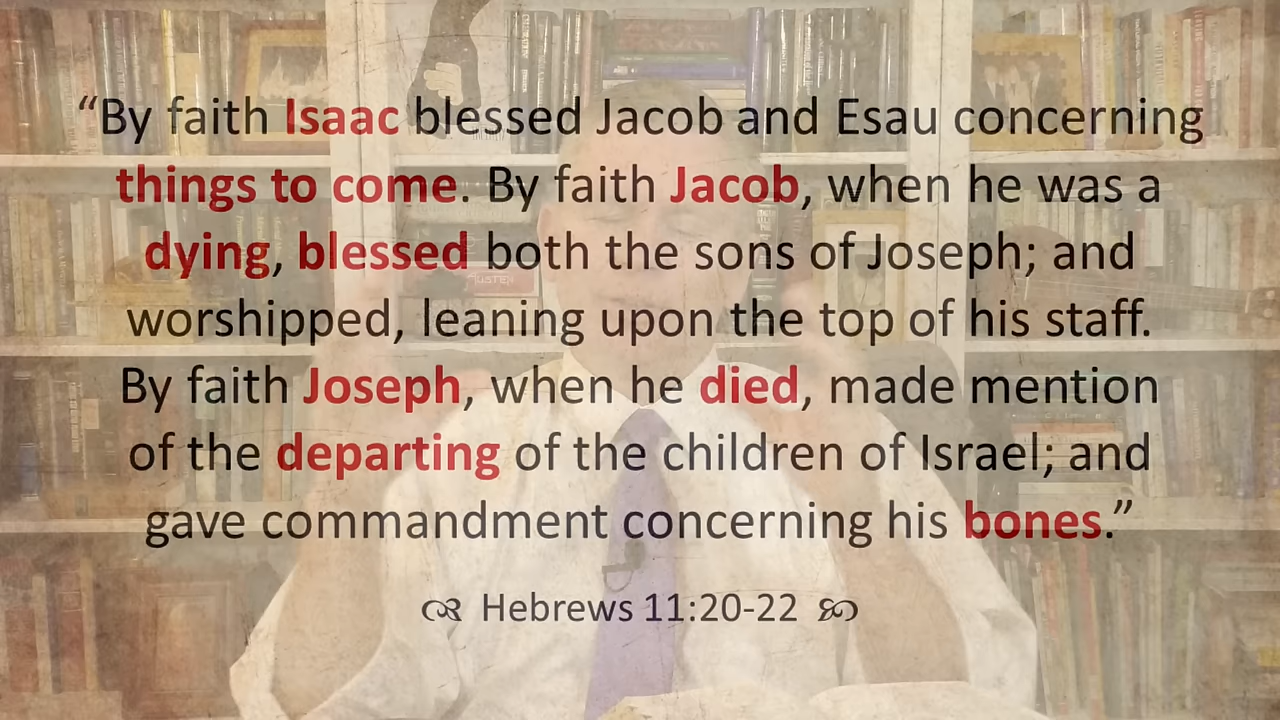 “By faith Isaac blessed Jacob and Esau concerning
things to come. By faith Jacob, when he was a
dying, blessed both the sons of Joseph; and
worshipped, leaning upon the top of his staff.
By faith Joseph, when he died, made mention
of the departing of the children of Israel; and
gave commandment concerning his bones.”
Hebrews 11:20-22